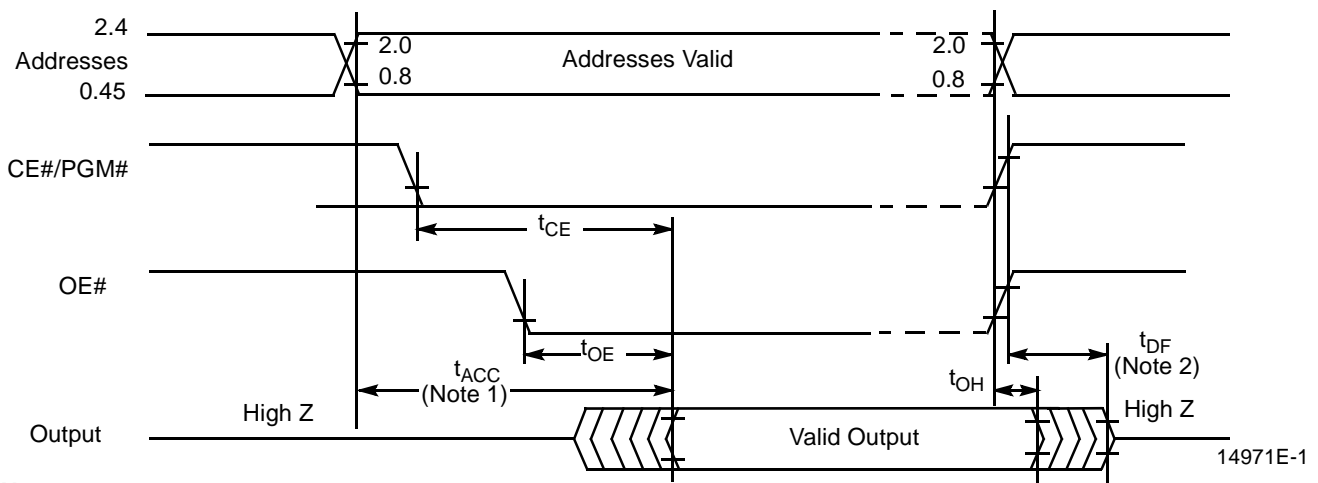 2.4
Addresses
0.45
2.0
0.8
Addresses Valid
2.0
0.8
CE#/PGM#
tCE
OE#
tOE
tACC
(Note 1)
tOH
tDF
(Note 2)
Output
High Z
Valid Output
High Z
14971E-1